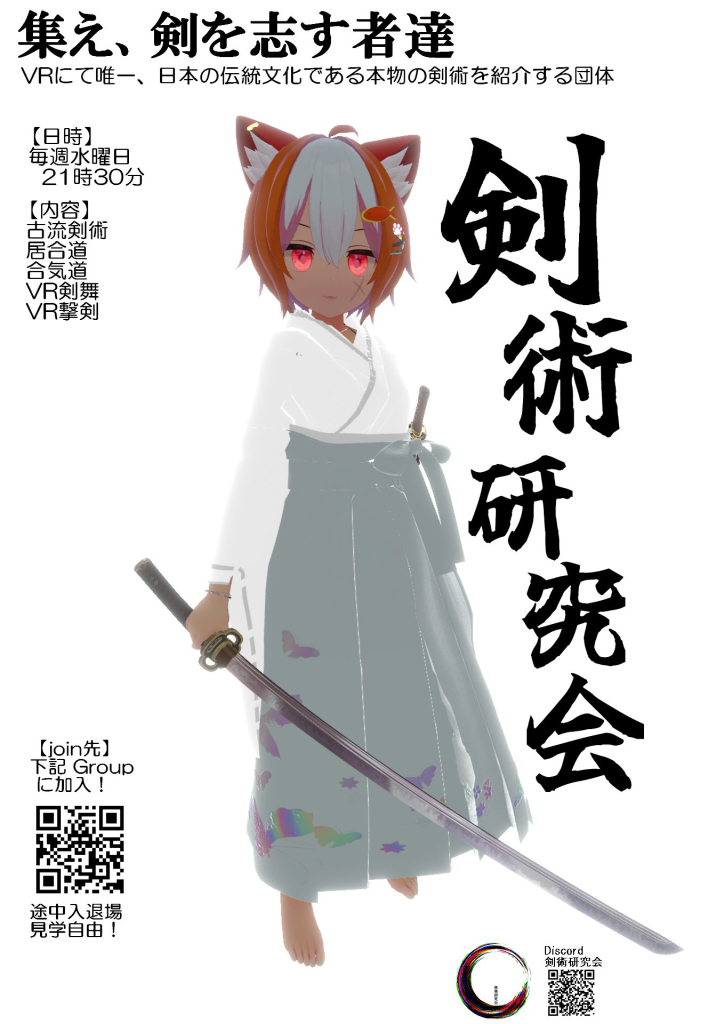 集え、剣を志す者達
VRにて唯一、日本の伝統文化である本物の剣術を紹介する団体
【日時】
毎週水曜日
21時30分
【内容】
古流剣術
居合道
合気道
VR剣舞
VR撃剣
剣術研究会
【join先】
下記 Group
に加入！
途中入退場
見学自由！
Discord
剣術研究会